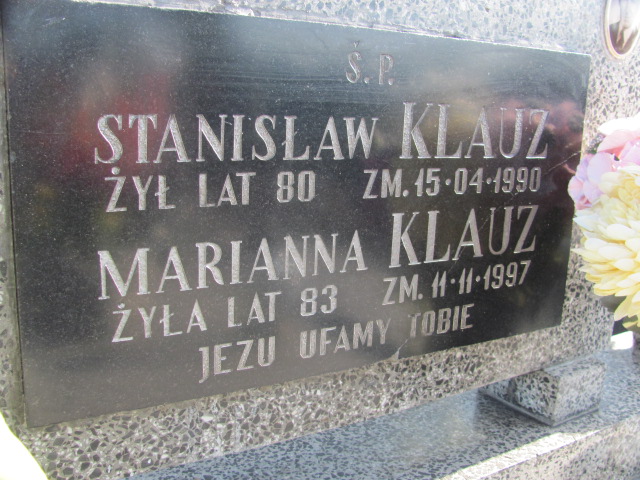 Ś. P.
STANISŁAW KLAUZ
ŻYŁ LAT 80 ZM. 15·04·1990
MARIANNA KLAUZ
ŻYŁA LAT 83 ZM. 11·11·1997
JEZU UFAMY TOBIE